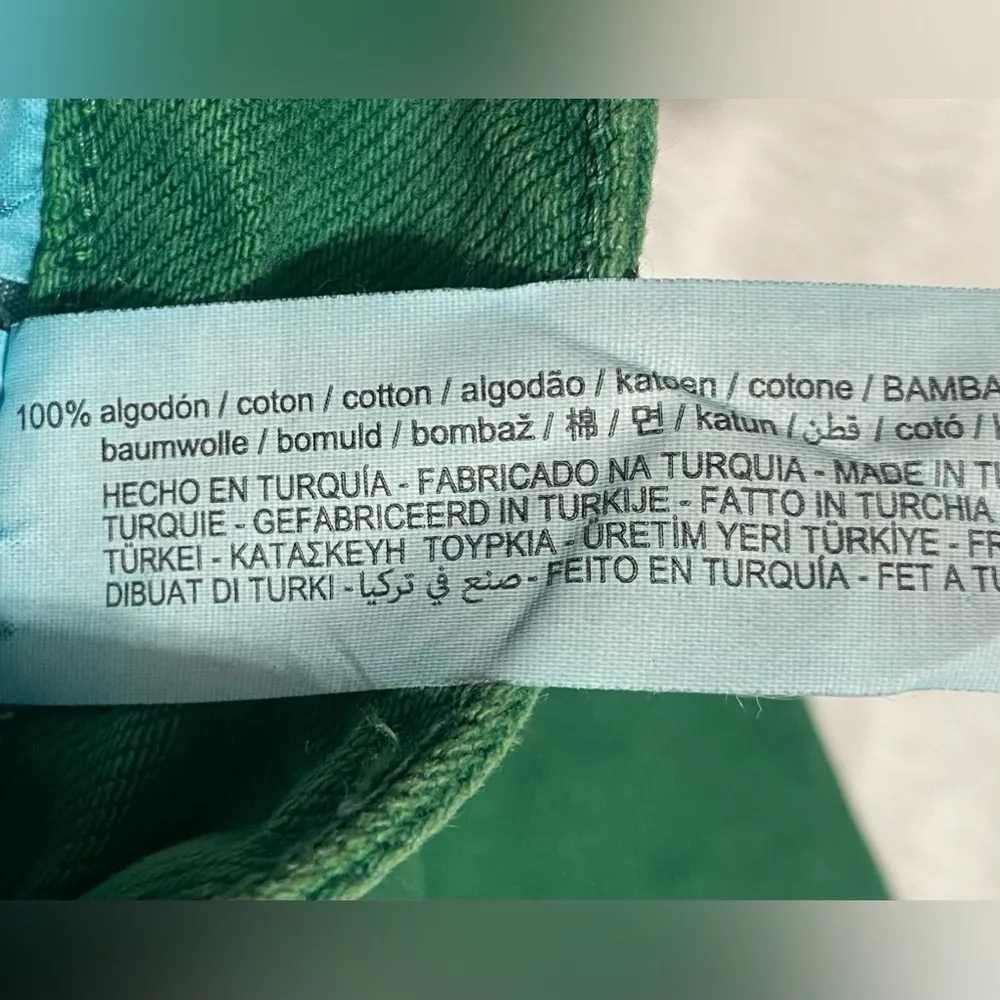 100% algodón / coton / cotton / algodão / katoen / cotone / BAMBA
baumwolle / bomuld / bombaž / 棉 / 면 / katun / قطن / cotó /
HECHO EN TURQUÍA - FABRICADO NA TURQUIA - MADE IN
TURQUIE - GEFABRICEERD IN TURKIJE - FATTO IN TURCHIA
TÜRKEI - ΚΑΤΑΣΚΕΥΗ ΤΟΥΡΚΙΑ - ÜRETİM YERİ TÜRKİYE - FR
DIBUAT DI TURKI - صنع في تركيا - FEITO EN TURQUÍA - FET A